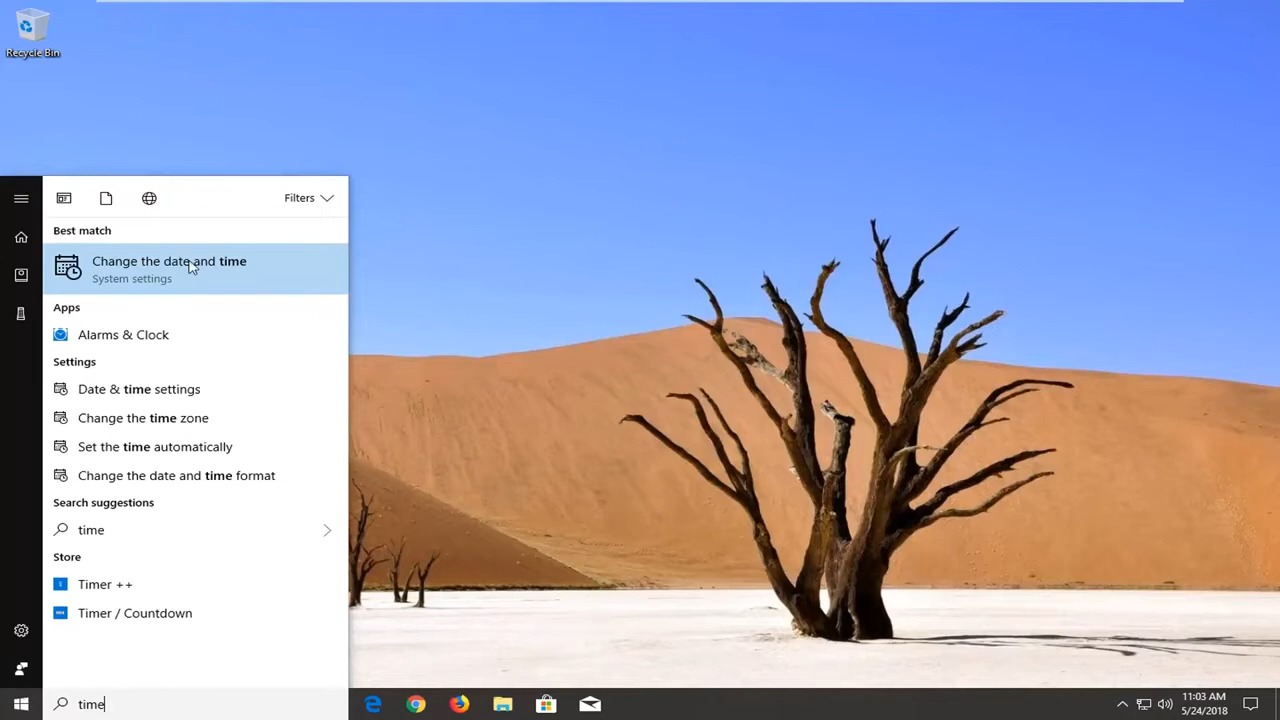 Recycle Bin
Filters
Best match
Change the date and time
System settings
Apps
Alarms & Clock
Settings
Date & time settings
Change the time zone
Set the time automatically
Change the date and time format
Search suggestions
time
Store
Timer ++
Timer / Countdown
time
11:03 AM
5/24/2018